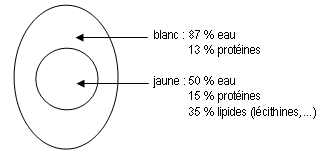 blanc : 87 % eau
13 % protéines
jaune : 50 % eau
15 % protéines
35 % lipides (lécithines,...)